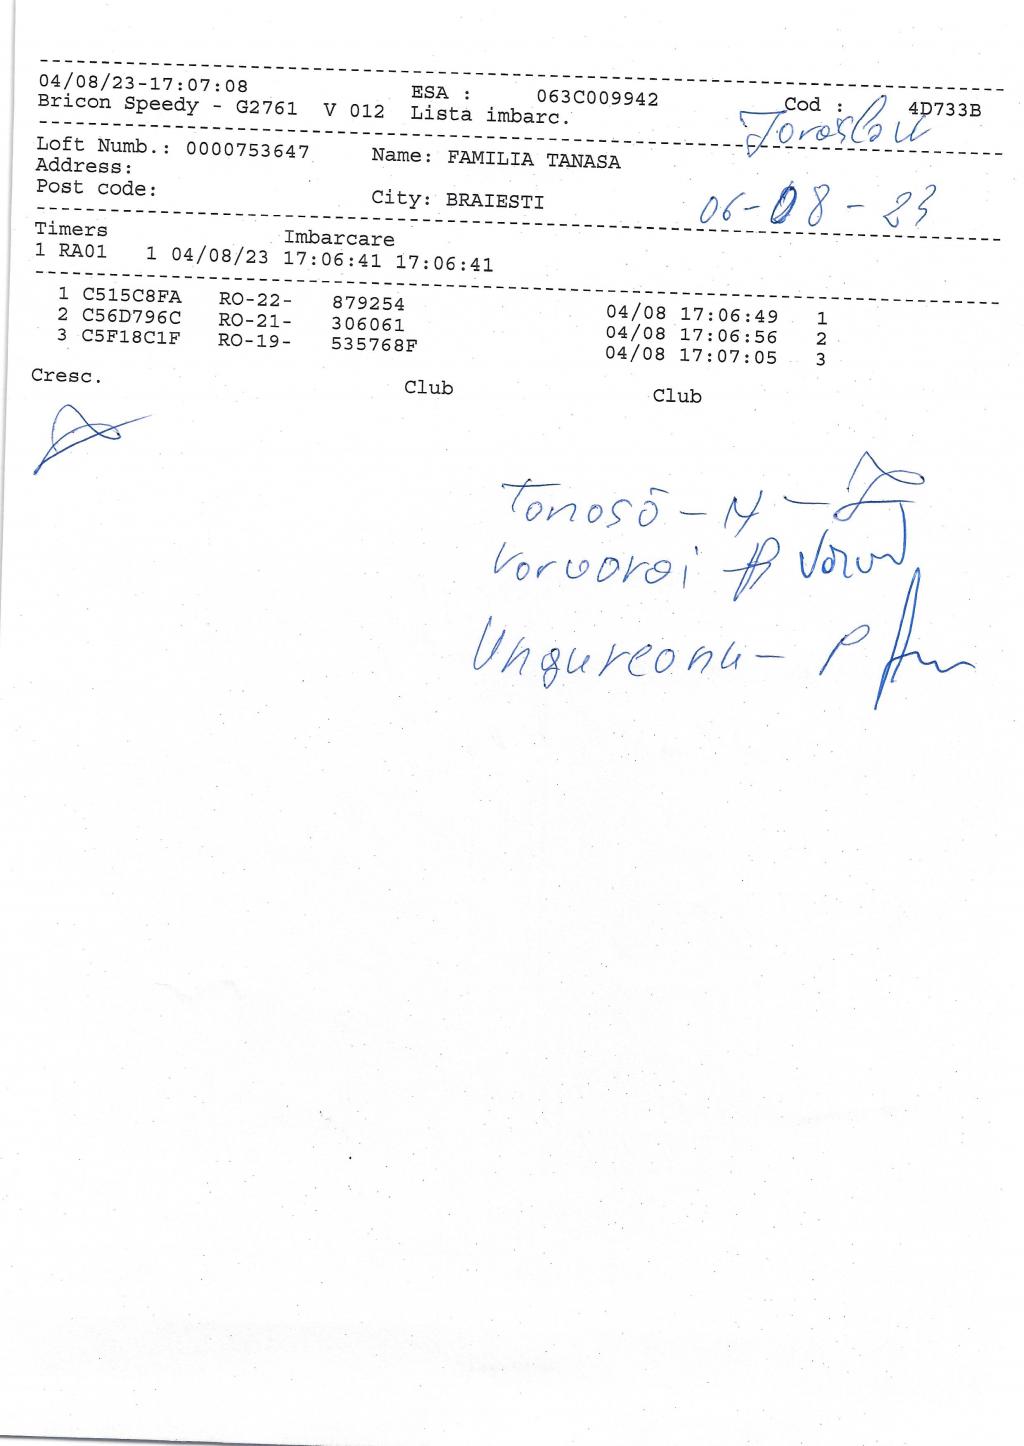 04/08/23-17:07:08 ESA : 063C009942 Cod : 4D733B
Bricon Speedy - G2761 V 012 Lista imbarc.
Joroslau
Loft Numb.: 0000753647 Name: FAMILIA TANASA
Address:
Post code: City: BRAIESTI
06-08-23
Timers Imbarcare
1 RA01 1 04/08/23 17:06:41 17:06:41
1 C515C8FA RO-22- 879254 04/08 17:06:49 1
2 C56D796C RO-21- 306061 04/08 17:06:56 2
3 C5F18C1F RO-19- 535768F 04/08 17:07:05 3
Cresc. Club Club
Tanasă - N -
Varvaroi
Ungureanu - P